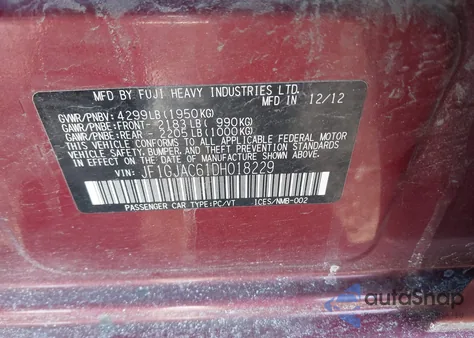 MFD. BY FUJI HEAVY INDUSTRIES LTD.
IN 12/12
GVWR/PNBV: 4299LB(1950KG)
GAWR/PNBE: FRONT - 2183LB( 990KG)
GAWR/PNBE: REAR - 2205LB(1000KG)
THIS VEHICLE CONFORMS TO ALL APPLICABLE FEDERAL MOTOR
VEHICLE SAFETY, BUMPER, AND THEFT PREVENTION STANDARDS
IN EFFECT ON THE DATE OF MANUFACTURE SHOWN ABOVE.
VIN: JF1GJAC61DH018229
PASSENGER CAR TYPE:PC/VT ICES/NMB-002
autoSnap